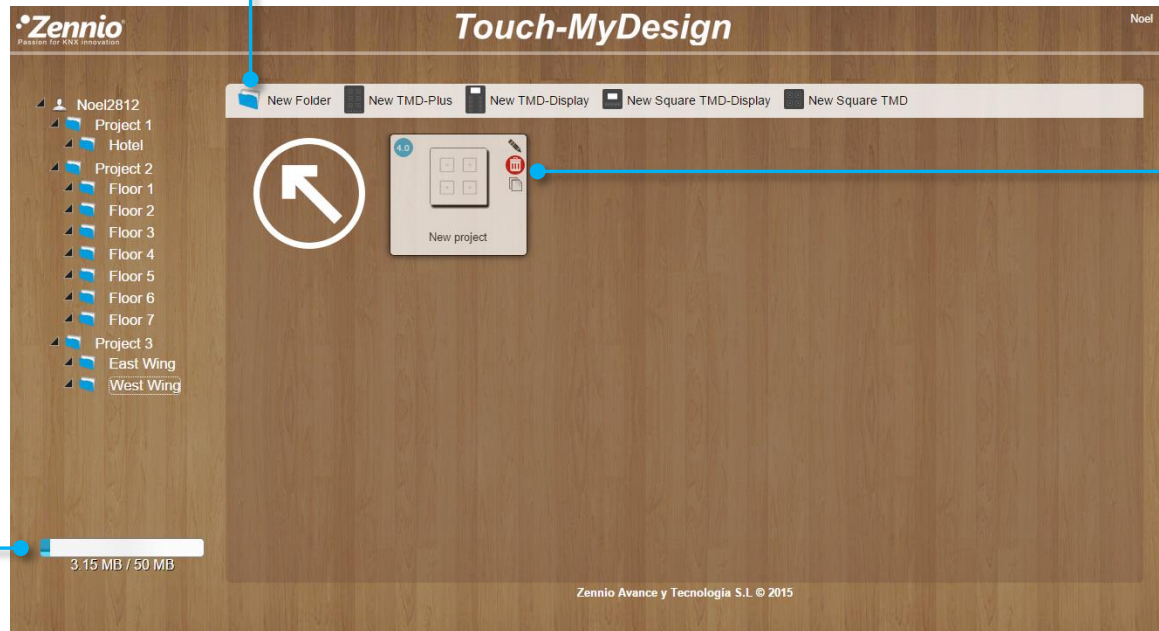 Zennio
Passion for KNX innovation
Touch-MyDesign
Noel
Noel2812
Project 1
Hotel
Project 2
Floor 1
Floor 2
Floor 3
Floor 4
Floor 5
Floor 6
Floor 7
Project 3
East Wing
West Wing
3.15 MB / 50 MB
New Folder New TMD-Plus New TMD-Display New Square TMD-Display New Square TMD
4.0
New project
Zennio Avance y Tecnología S.L © 2015